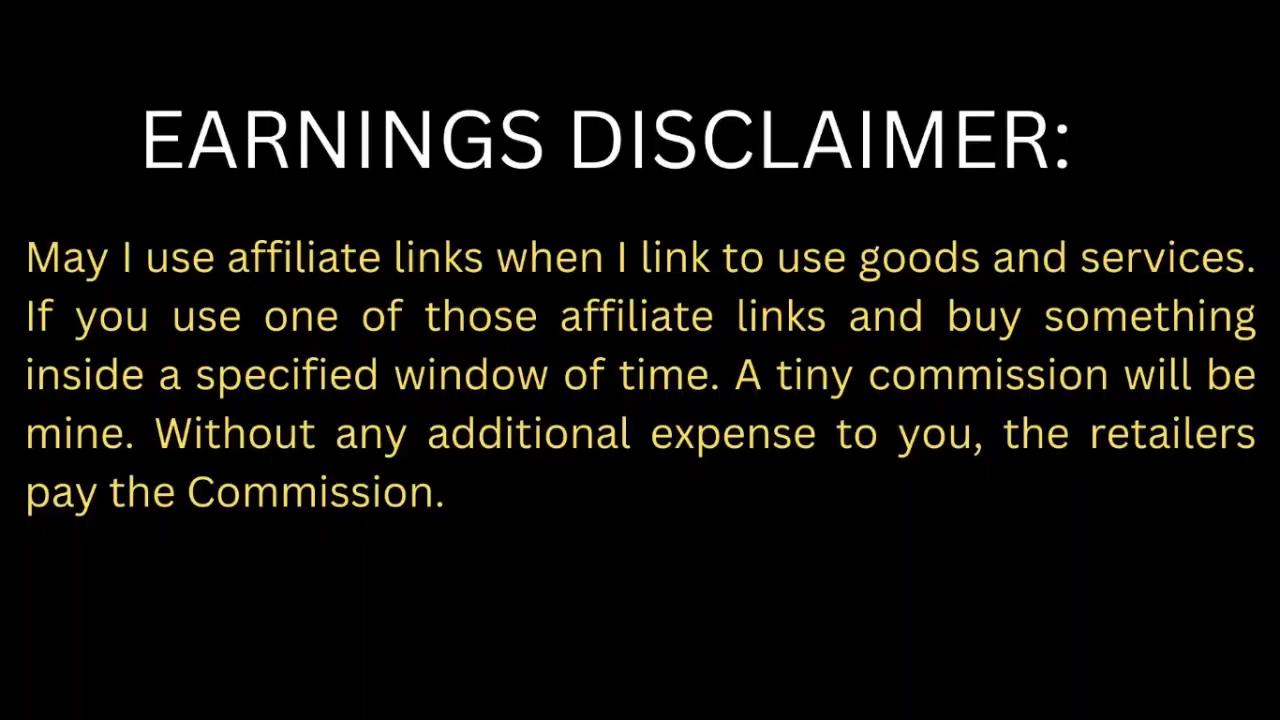 EARNINGS DISCLAIMER:
May I use affiliate links when I link to use goods and services.
If you use one of those affiliate links and buy something
inside a specified window of time. A tiny commission will be
mine. Without any additional expense to you, the retailers
pay the Commission.